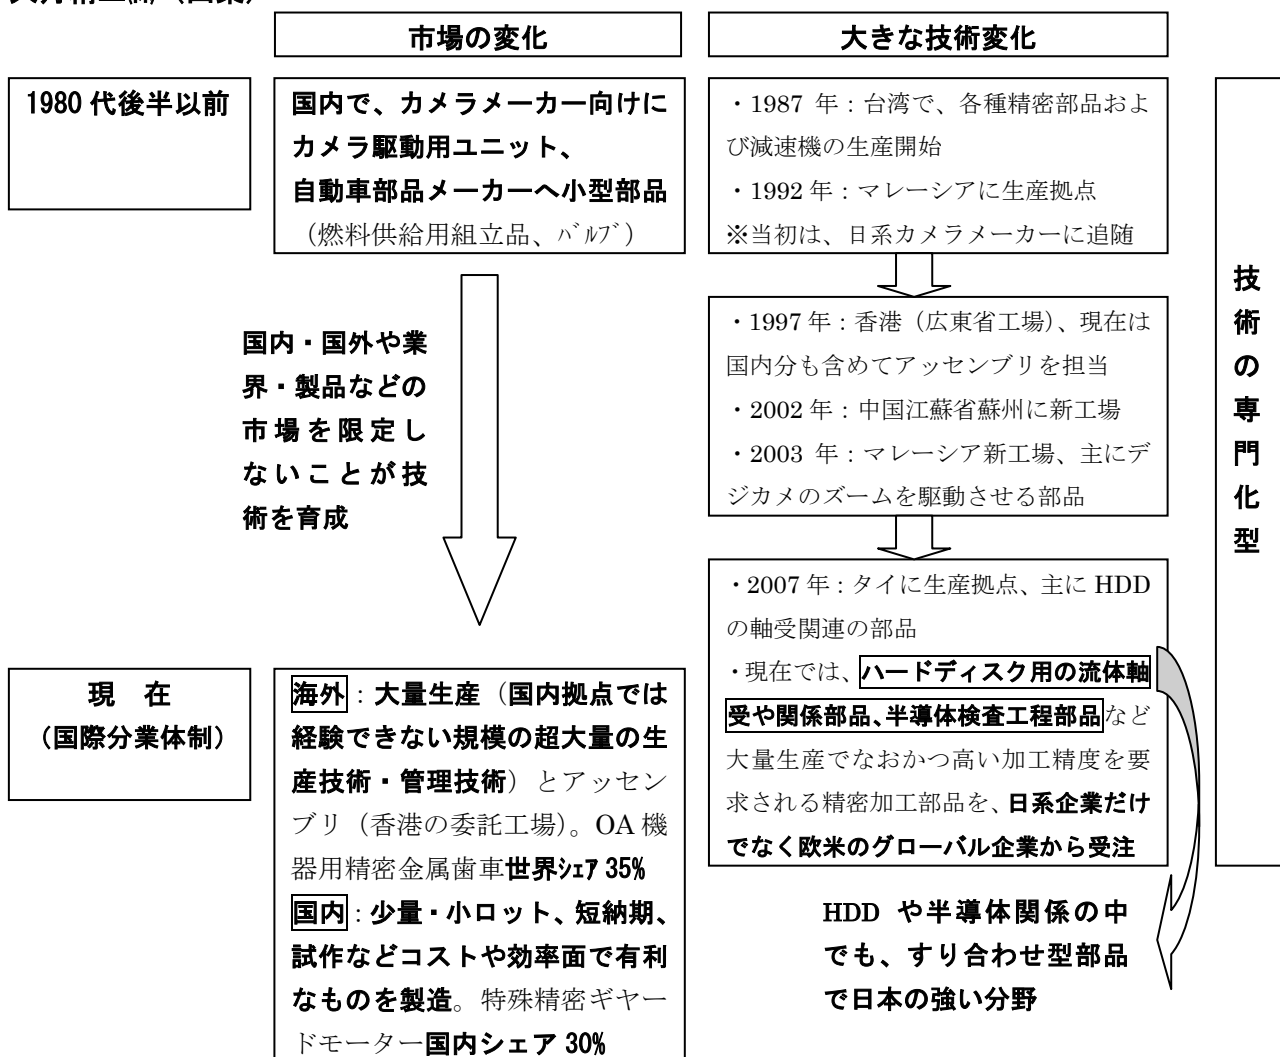 市場の変化
大きな技術変化
1980 代後半以前
国内で、カメラメーカー向けに
カメラ駆動用ユニット、
自動車部品メーカーへ小型部品
（燃料供給用組立品、ﾊﾞﾙﾌﾞ）
・1987 年：台湾で、各種精密部品およ
び減速機の生産開始
・1992 年：マレーシアに生産拠点
※当初は、日系カメラメーカーに追随
国内・国外や業
界・製品などの
市場を限定し
ないことが技
術を育成
・1997 年：香港（広東省工場）、現在は
国内分も含めてアッセンブリを担当
・2002 年：中国江蘇省蘇州に新工場
・2003 年：マレーシア新工場、主にデ
ジカメのズームを駆動させる部品
・2007 年：タイに生産拠点、主に HDD
の軸受関連の部品
・現在では、ハードディスク用の流体軸
受や関係部品、半導体検査工程部品など
大量生産でなおかつ高い加工精度を要
求される精密加工部品を、日系企業だけ
でなく欧米のグローバル企業から受注
技術の専門化型
現　在
（国際分業体制）
海外：大量生産（国内拠点では
経験できない規模の超大量の生
産技術・管理技術）とアッセン
ブリ（香港の委託工場）。OA 機
器用精密金属歯車世界ｼｪｱ 35%
国内：少量・小ロット、短納期、
試作などコストや効率面で有利
なものを製造。特殊精密ギヤー
ドモーター国内シェア 30%
HDD や半導体関係の中
でも、すり合わせ型部品
で日本の強い分野